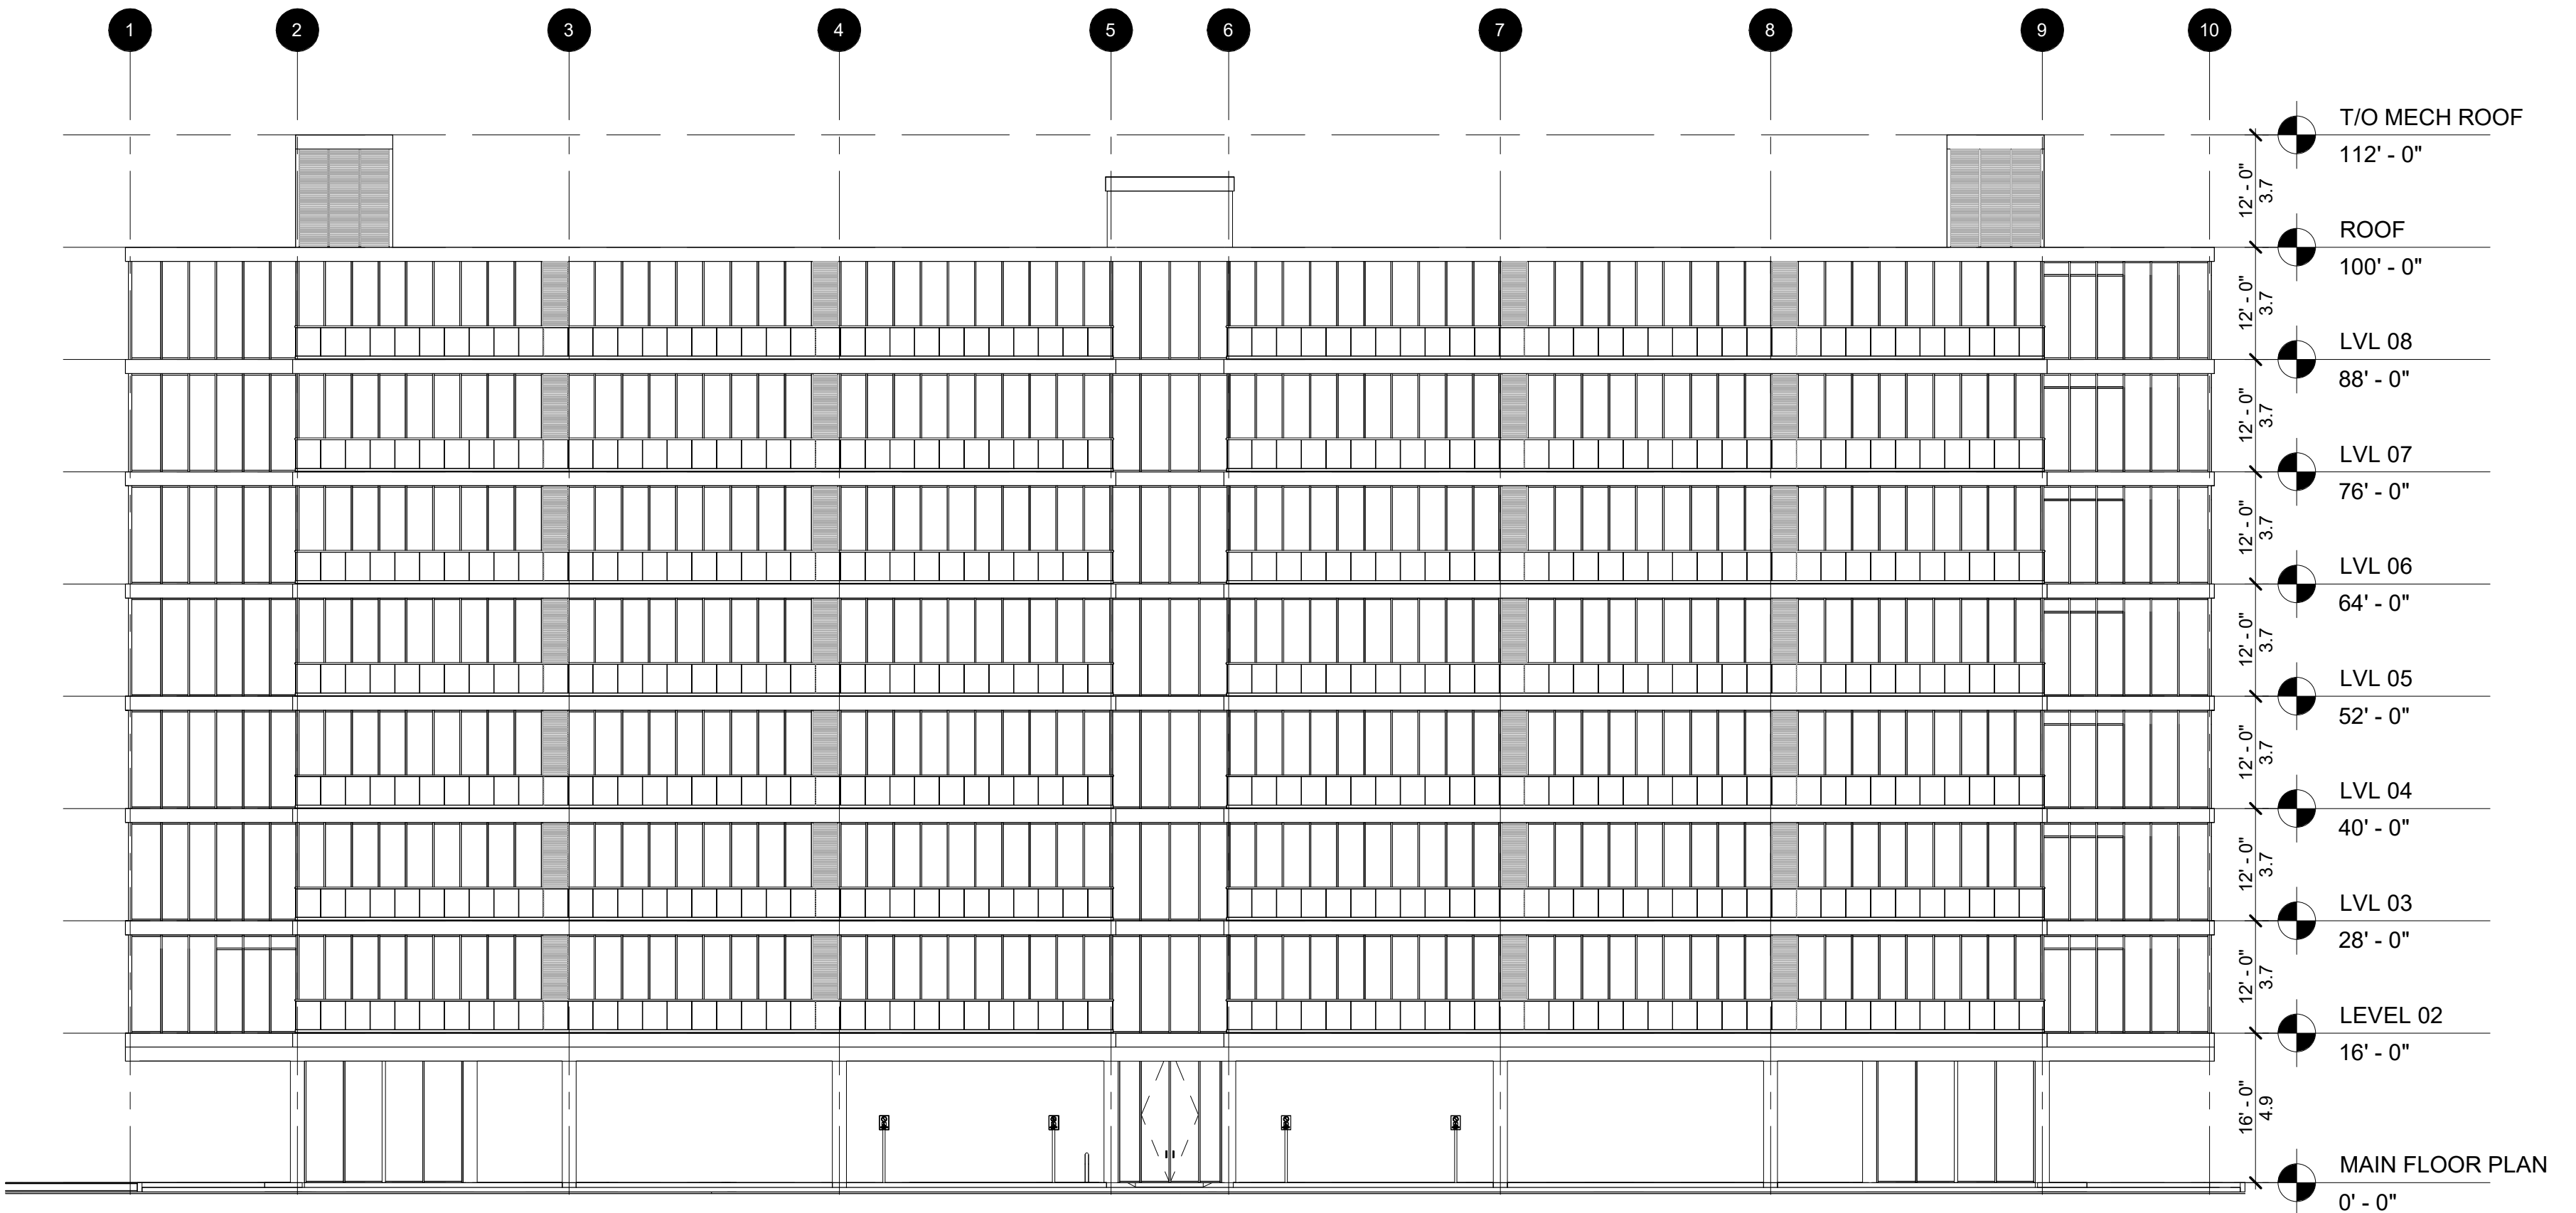 1 2 3 4 5 6 7 8 9 10
T/O MECH ROOF
112' - 0"
12' - 0"
3.7
ROOF
100' - 0"
12' - 0"
3.7
LVL 08
88' - 0"
12' - 0"
3.7
LVL 07
76' - 0"
12' - 0"
3.7
LVL 06
64' - 0"
12' - 0"
3.7
LVL 05
52' - 0"
12' - 0"
3.7
LVL 04
40' - 0"
12' - 0"
3.7
LVL 03
28' - 0"
12' - 0"
3.7
LEVEL 02
16' - 0"
16' - 0"
4.9
MAIN FLOOR PLAN
0' - 0"